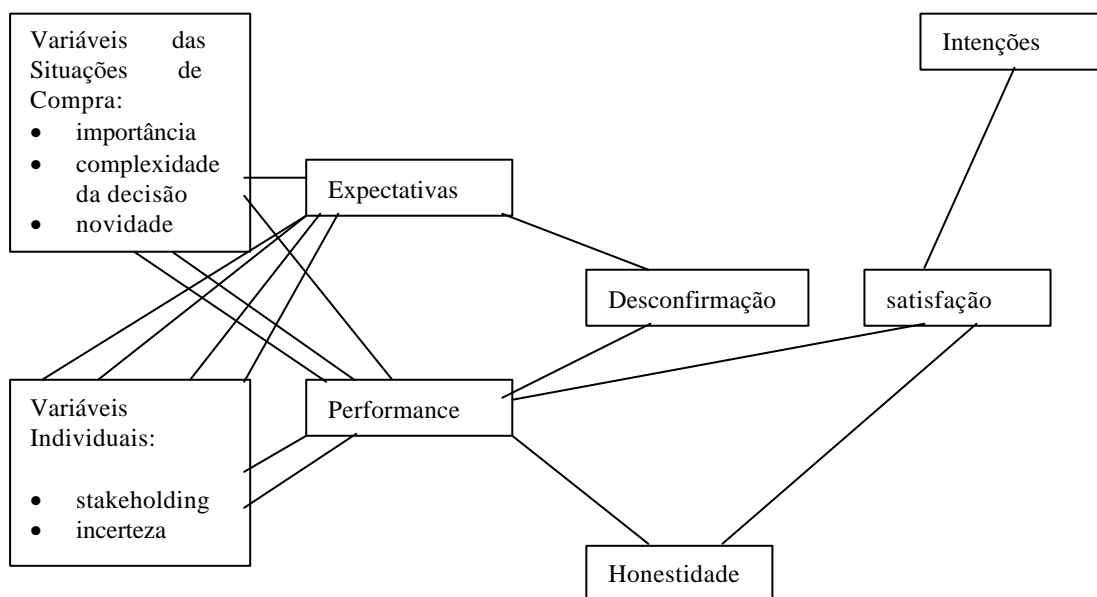 Variáveis das
Situações de
Compra:
• importância
• complexidade
da decisão
• novidade
Intenções
Expectativas
Desconfirmação
satisfação
Variáveis
Individuais:
• stakeholding
• incerteza
Performance
Honestidade